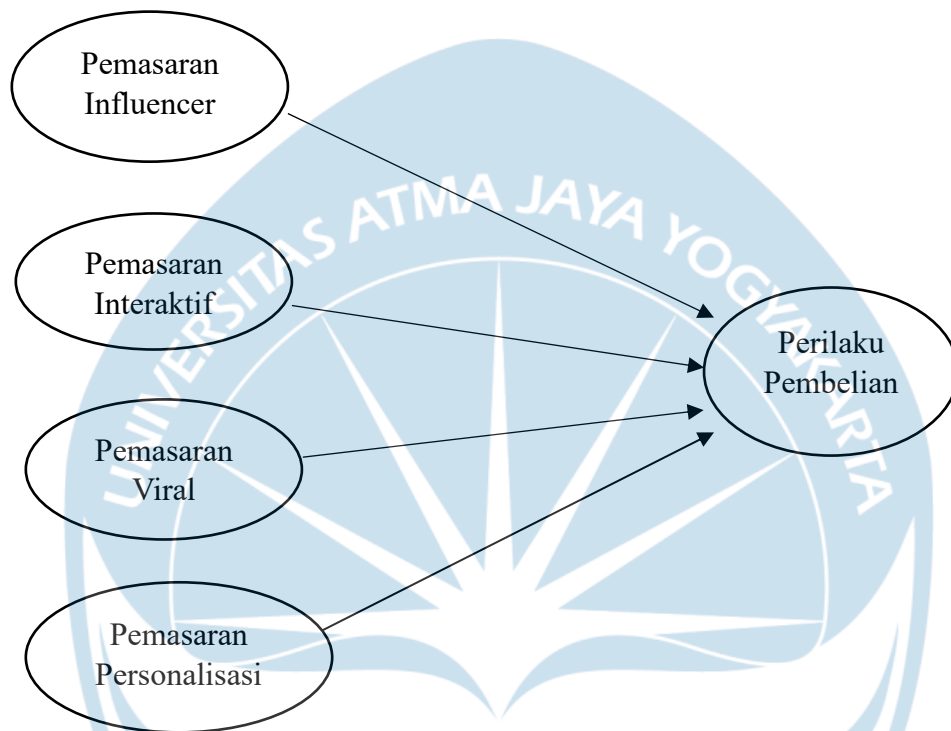 Pemasaran
Influencer
UNIVERSITAS ATMA JAYA YOGYAKARTA
Pemasaran
Interaktif
Perilaku
Pembelian
Pemasaran
Viral
Pemasaran
Personalisasi